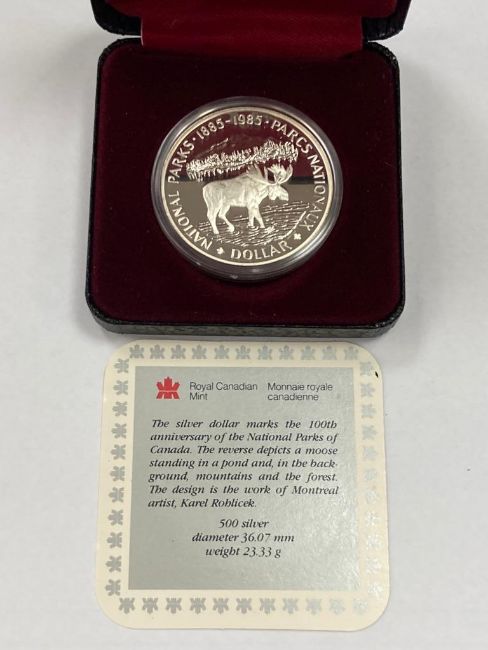 NATIONAL PARKS · 1885-1985 · PARCS NATIONAUX
DOLLAR
Royal Canadian
Mint
Monnaie royale
canadienne
The silver dollar marks the 100th
anniversary of the National Parks of
Canada. The reverse depicts a moose
standing in a pond and, in the back-
ground, mountains and the forest.
The design is the work of Montreal
artist, Karel Rohlicek.
500 silver
diameter 36.07 mm
weight 23.33 g